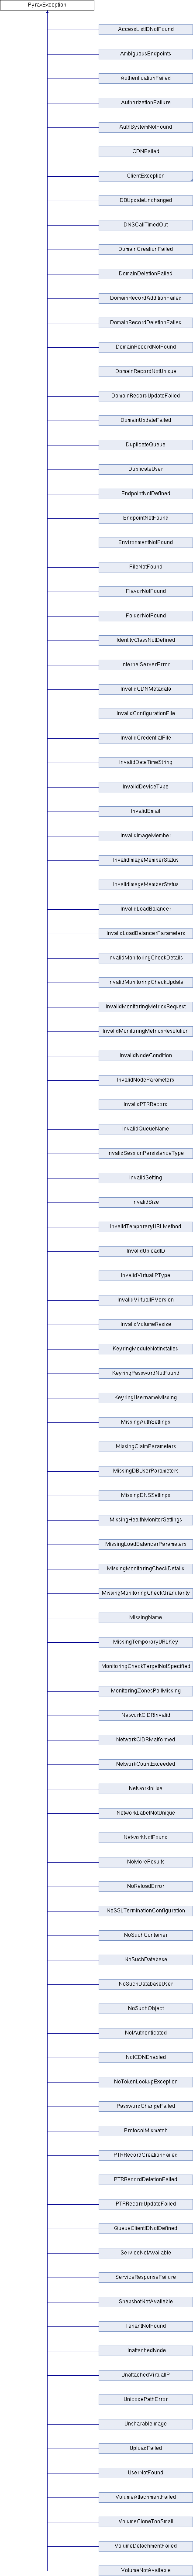 PyraxException
AccessListIDNotFound
AmbiguousEndpoints
AuthenticationFailed
AuthorizationFailure
AuthSystemNotFound
CDNFailed
ClientException
DBUpdateUnchanged
DNSCallTimedOut
DomainCreationFailed
DomainDeletionFailed
DomainRecordAdditionFailed
DomainRecordDeletionFailed
DomainRecordNotFound
DomainRecordNotUnique
DomainRecordUpdateFailed
DomainUpdateFailed
DuplicateQueue
DuplicateUser
EndpointNotDefined
EndpointNotFound
EnvironmentNotFound
FileNotFound
FlavorNotFound
FolderNotFound
IdentityClassNotDefined
InternalServerError
InvalidCDNMetadata
InvalidConfigurationFile
InvalidCredentialFile
InvalidDateTimeString
InvalidDeviceType
InvalidEmail
InvalidImageMember
InvalidImageMemberStatus
InvalidImageMemberStatus
InvalidLoadBalancer
InvalidLoadBalancerParameters
InvalidMonitoringCheckDetails
InvalidMonitoringCheckUpdate
InvalidMonitoringMetricsRequest
InvalidMonitoringMetricsResolution
InvalidNodeCondition
InvalidNodeParameters
InvalidPTRRecord
InvalidQueueName
InvalidSessionPersistenceType
InvalidSetting
InvalidSize
InvalidTemporaryURLMethod
InvalidUploadID
InvalidVirtualIPType
InvalidVirtualIPVersion
InvalidVolumeResize
KeyringModuleNotInstalled
KeyringPasswordNotFound
KeyringUsernameMissing
MissingAuthSettings
MissingClaimParameters
MissingDBUserParameters
MissingDNSSettings
MissingHealthMonitorSettings
MissingLoadBalancerParameters
MissingMonitoringCheckDetails
MissingMonitoringCheckGranularity
MissingName
MissingTemporaryURLKey
MonitoringCheckTargetNotSpecified
MonitoringZonesPollMissing
NetworkCIDRInvalid
NetworkCIDRMalformed
NetworkCountExceeded
NetworkInUse
NetworkLabelNotUnique
NetworkNotFound
NoMoreResults
NoReloadError
NoSSLTerminationConfiguration
NoSuchContainer
NoSuchDatabase
NoSuchDatabaseUser
NoSuchObject
NotAuthenticated
NotCDNEnabled
NoTokenLookupException
PasswordChangeFailed
ProtocolMismatch
PTRRecordCreationFailed
PTRRecordDeletionFailed
PTRRecordUpdateFailed
QueueClientIDNotDefined
ServiceNotAvailable
ServiceResponseFailure
SnapshotNotAvailable
TenantNotFound
UnattachedNode
UnattachedVirtualIP
UnicodePathError
UnsharableImage
UploadFailed
UserNotFound
VolumeAttachmentFailed
VolumeCloneTooSmall
VolumeDetachmentFailed
VolumeNotAvailable